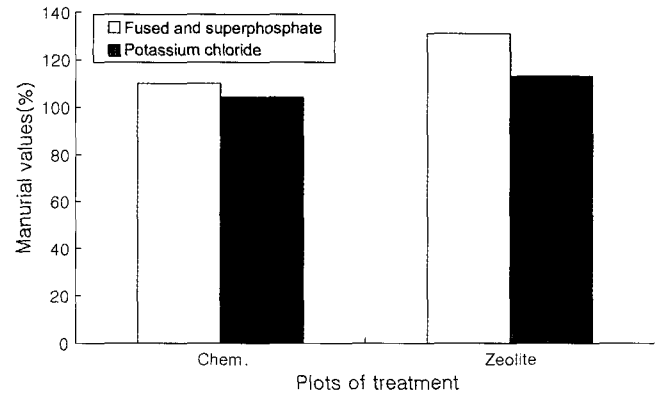 Fused and superphosphate
Potassium chloride
Manurial values(%)
140
120
100
80
60
40
20
0
Chem.
Zeolite
Plots of treatment